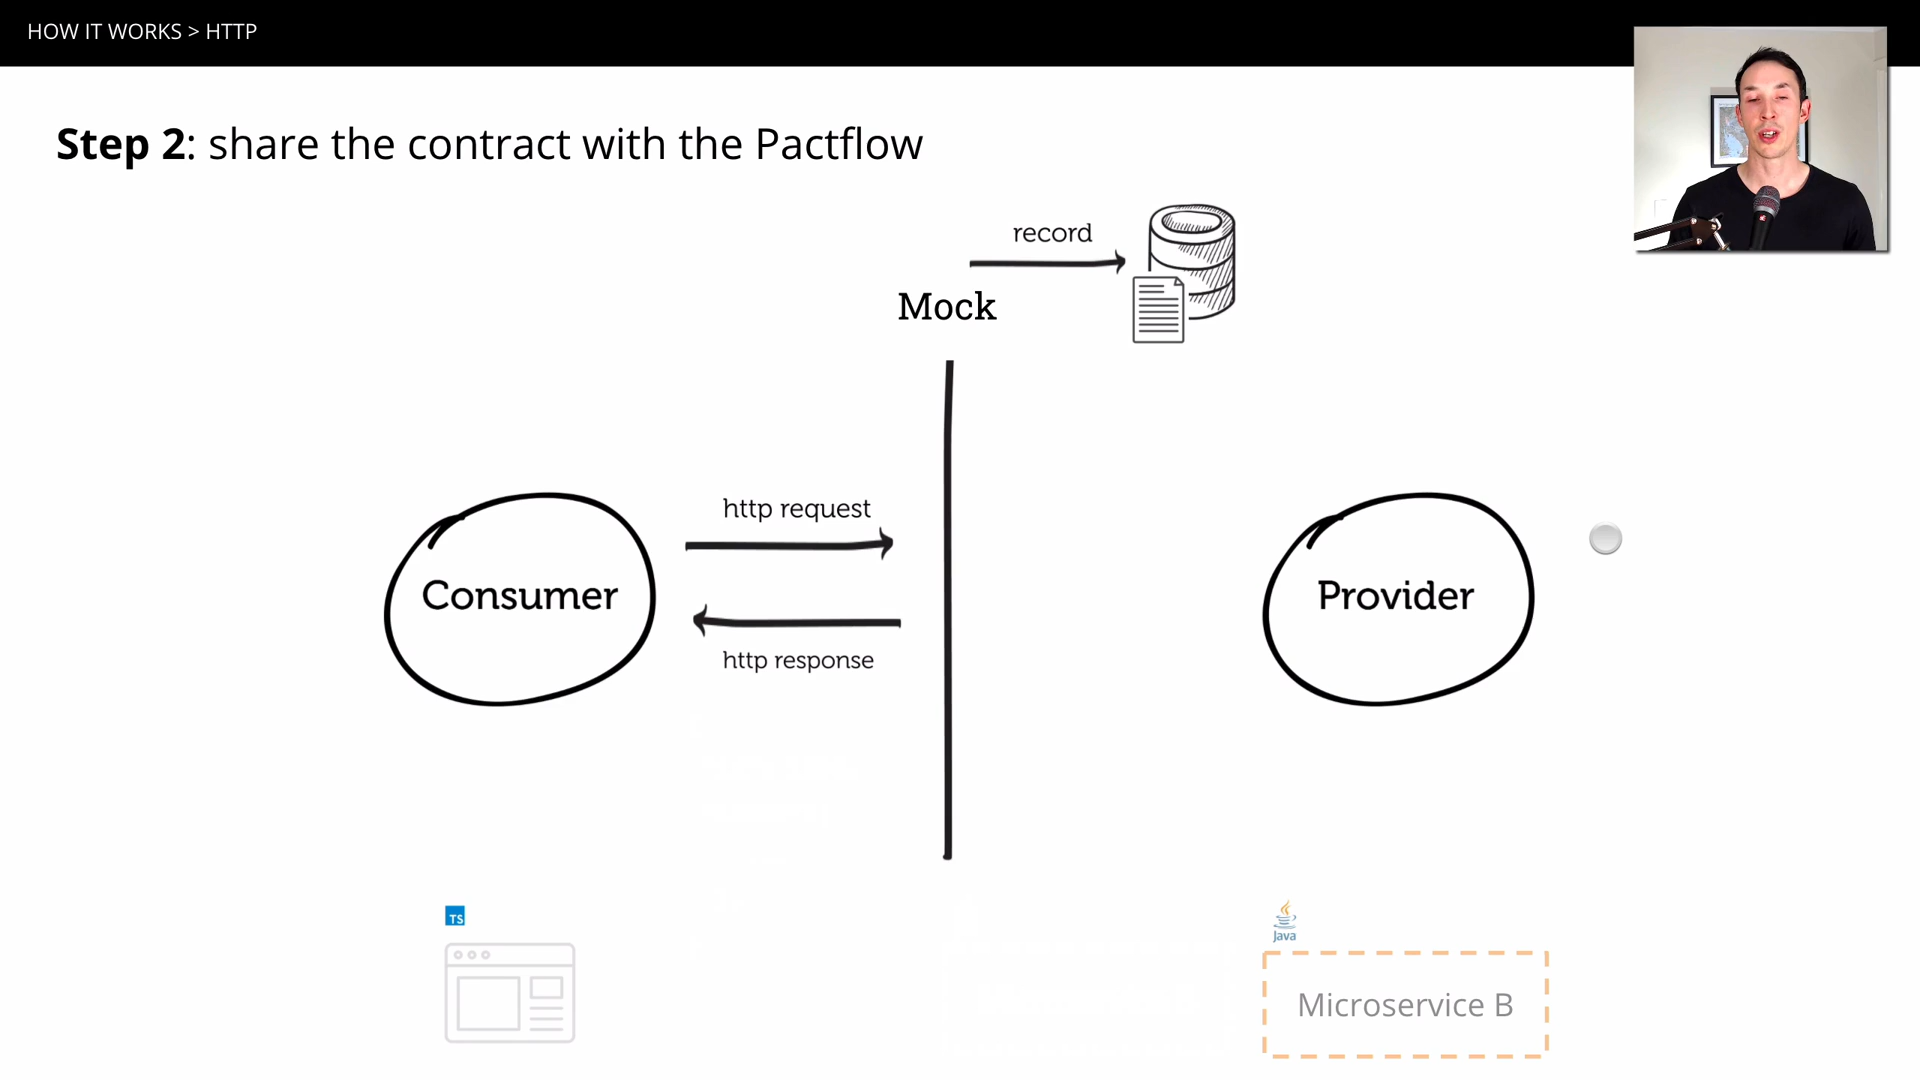 HOW IT WORKS > HTTP
Step 2: share the contract with the Pactflow
record
Mock
http request
Consumer
Provider
http response
TS
Java
Microservice B